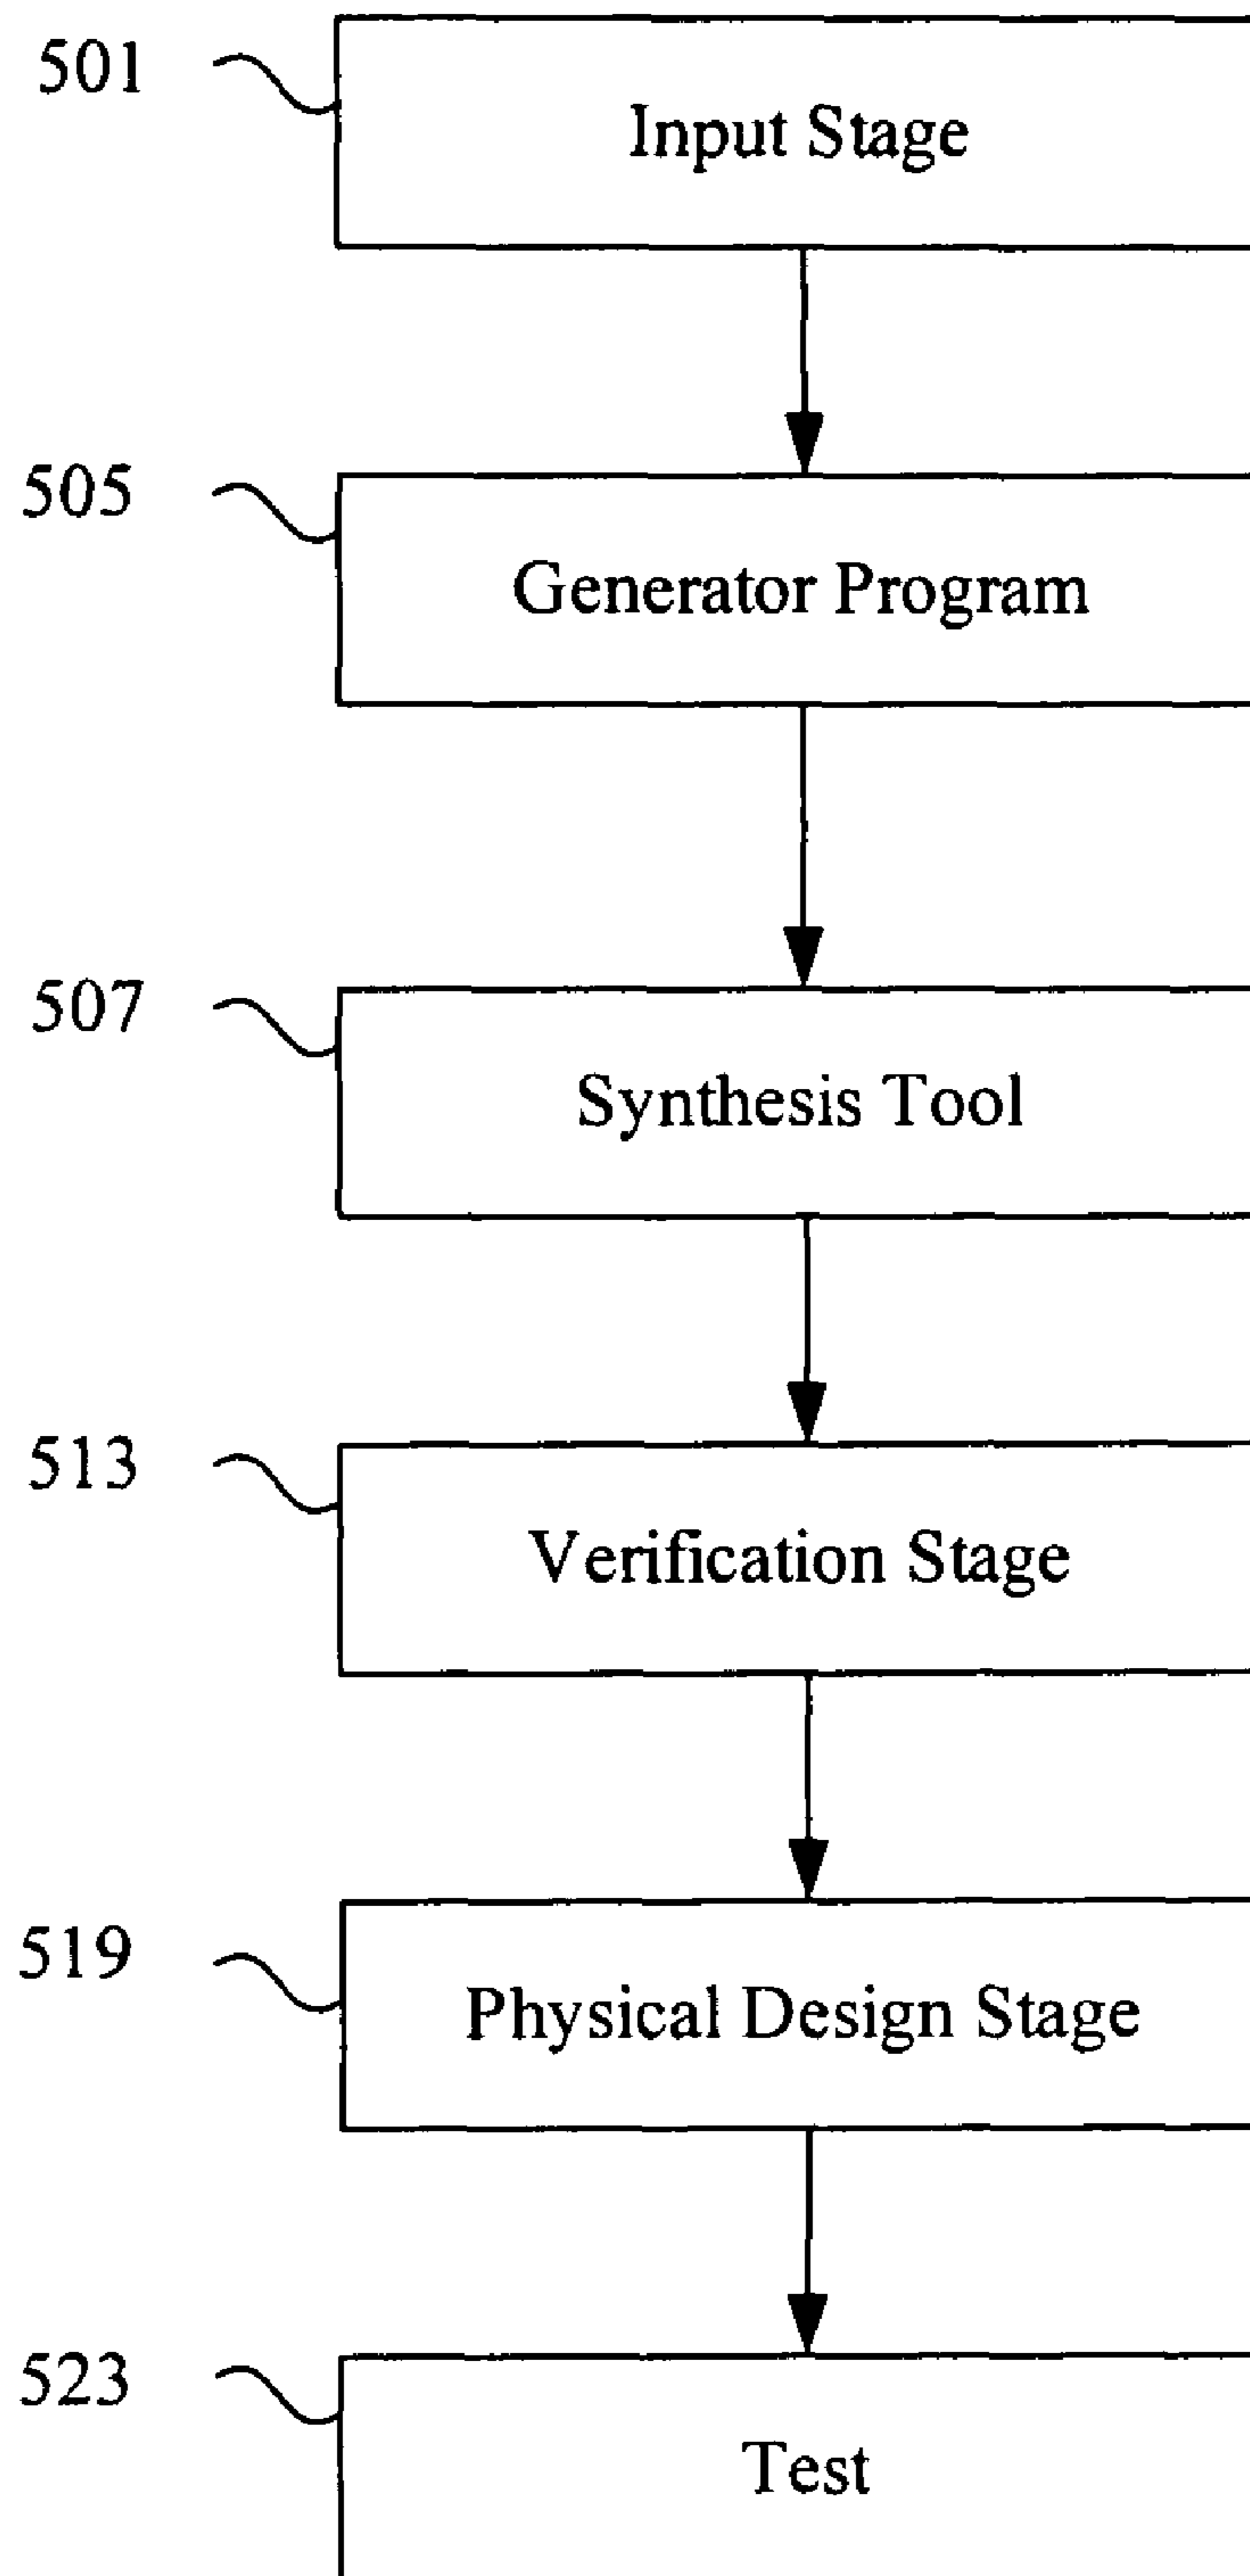 501
Input Stage
505
Generator Program
507
Synthesis Tool
513
Verification Stage
519
Physical Design Stage
523
Test